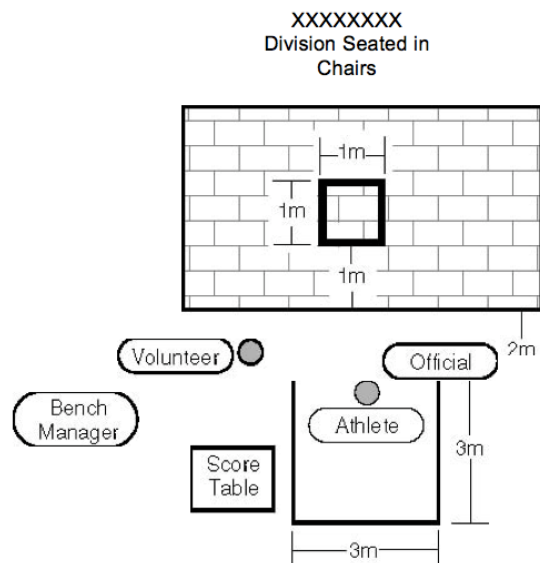 XXXXXXXX
Division Seated in
Chairs
1m
1m
1m
2m
Volunteer
Official
Bench
Manager
Athlete
Score
Table
3m
3m